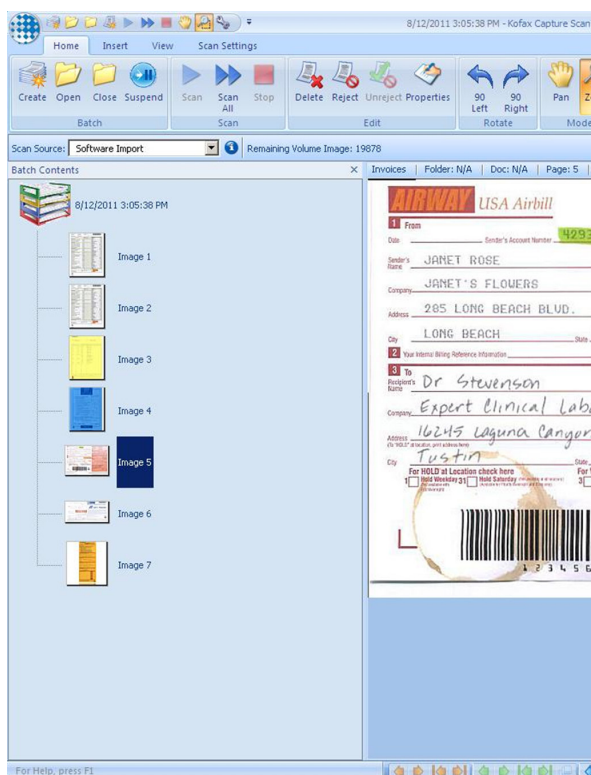 8/12/2011 3:05:38 PM - Kofax Capture Scan
Home Insert View Scan Settings
Create Open Close Suspend Scan Scan All Stop Delete Reject Unreject Properties 90 Left 90 Right Pan Z
Batch Scan Edit Rotate Mode
Scan Source: Software Import Remaining Volume Image: 19878
Batch Contents
8/12/2011 3:05:38 PM
Image 1
Image 2
Image 3
Image 4
Image 5
Image 6
Image 7
Invoices Folder: N/A Doc: N/A Page: 5
AIRWAY USA Airbill
1 From
Date Sender's Account Number 4293
Sender's Name JANET ROSE
Company JANET'S FLOWERS
Address 285 LONG BEACH BLVD.
City LONG BEACH State
2 Your Internal Billing Reference Information
3 To
Recipient's Name Dr Stevenson
Company Expert Clinical Lab
Address 16245 Laguna Canyon
City Tustin State
For HOLD at Location check here For
1 Hold Weekday 31 Hold Saturday 3
1 2 3 4 5 6
For Help, press F1